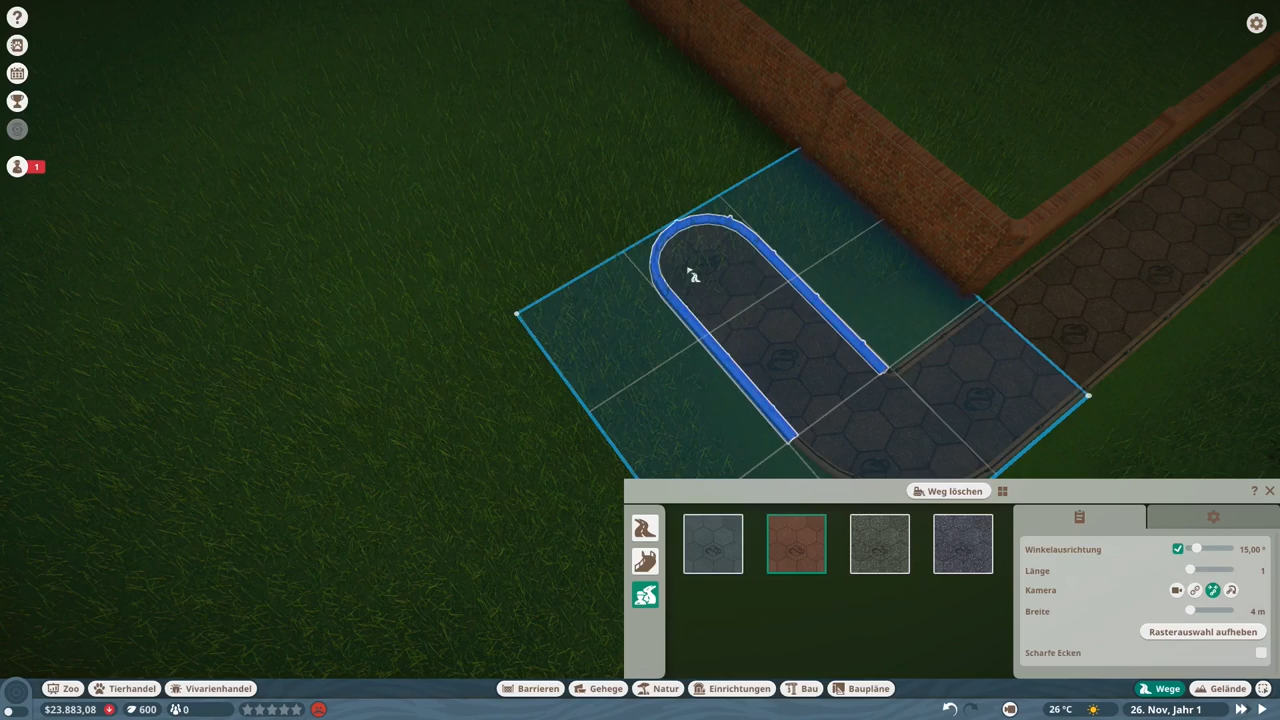 ?
1
Weg löschen
?
Winkelausrichtung
15,00 °
Länge
1
Kamera
Breite
4 m
Rasterauswahl aufheben
Scharfe Ecken
Zoo
Tierhandel
Vivarienhandel
Barrieren
Gehege
Natur
Einrichtungen
Bau
Baupläne
Wege
Gelände
$23.883,08
600
0
26 °C
26. Nov, Jahr 1